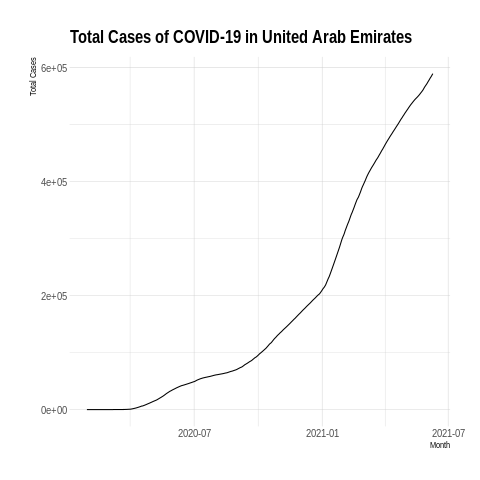 Total Cases of COVID-19 in United Arab Emirates
Total Cases
6e+05
4e+05
2e+05
0e+00
2020-07
2021-01
2021-07
Month